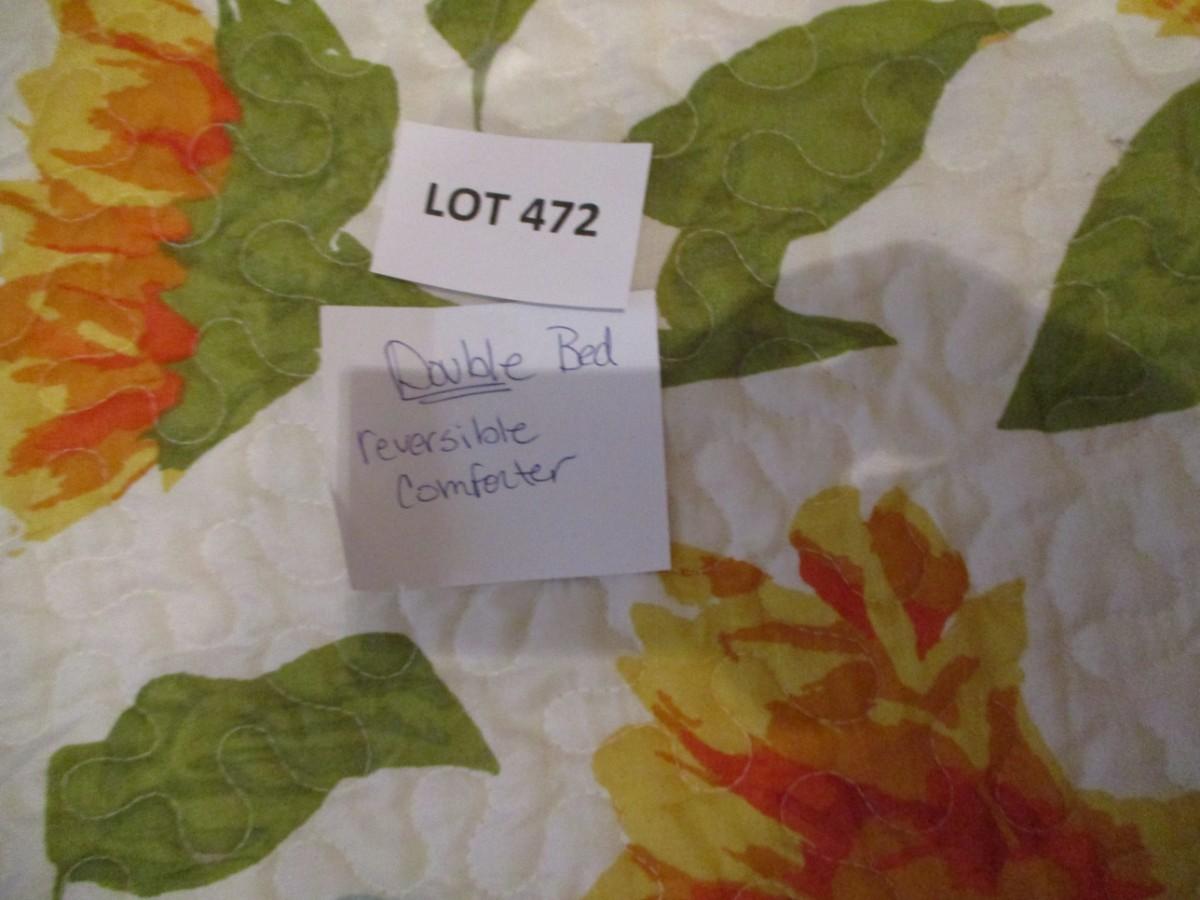 LOT 472
Double Bed
reversible
comforter